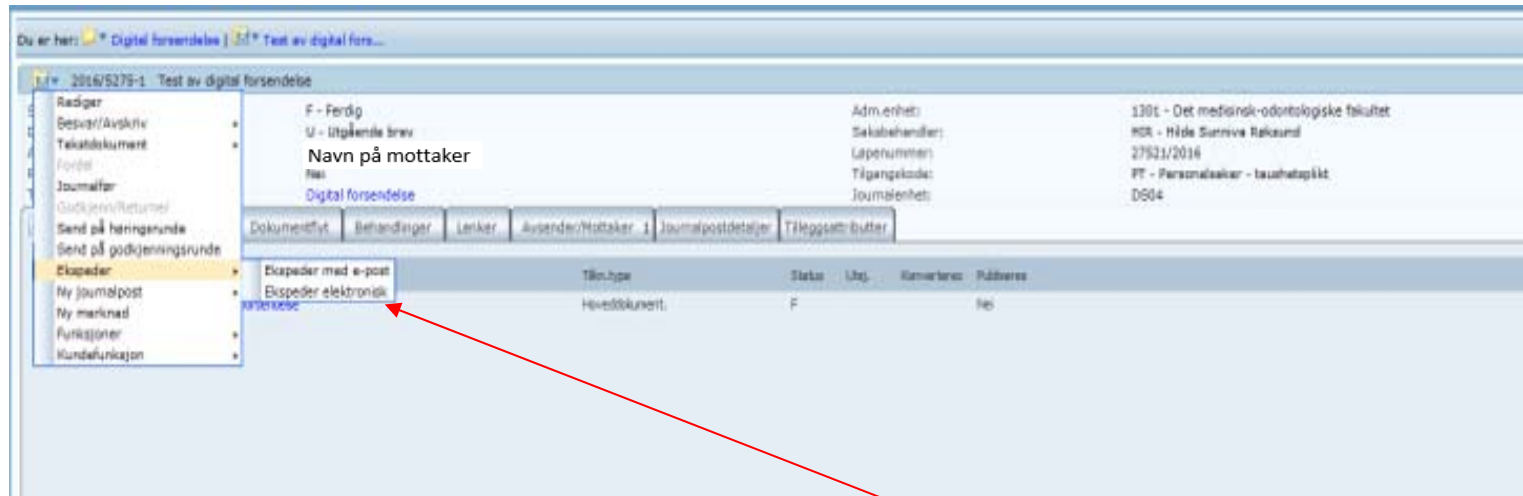 Du er her: * Digital forsendelse | * Test av digital fors...
2016/5275-1 Test av digital forsendelse
Rediger
Besvar/Avskriv
Tekstdokument
Fordel
Journalfør
Godkjenn/Returner
Send på høringsrunde
Send på godkjenningsrunde
Ekspeder
Ny journalpost
Ny merknad
Funksjoner
Kundefunksjon
Ekspeder med e-post
Ekspeder elektronisk
F - Ferdig
U - Utgående brev
Navn på mottaker
Nei
Digital forsendelse
Adm.enhet: 1301 - Det medisinsk-odontologiske fakultet
Saksbehandler: - Hilde Sunniva Røksund
Løpenummer: 27521/2016
Tilgangskode: PT - Personalsaker - taushetsplikt
Journalenhet: DS04
Dokumentflyt Behandlinger Lenker Avsender/Mottaker 1 Journalpostdetaljer Tilleggsattributter
Tilkn.type Status Utgj. Konverteres Publiseres
Hoveddokument. F Nei